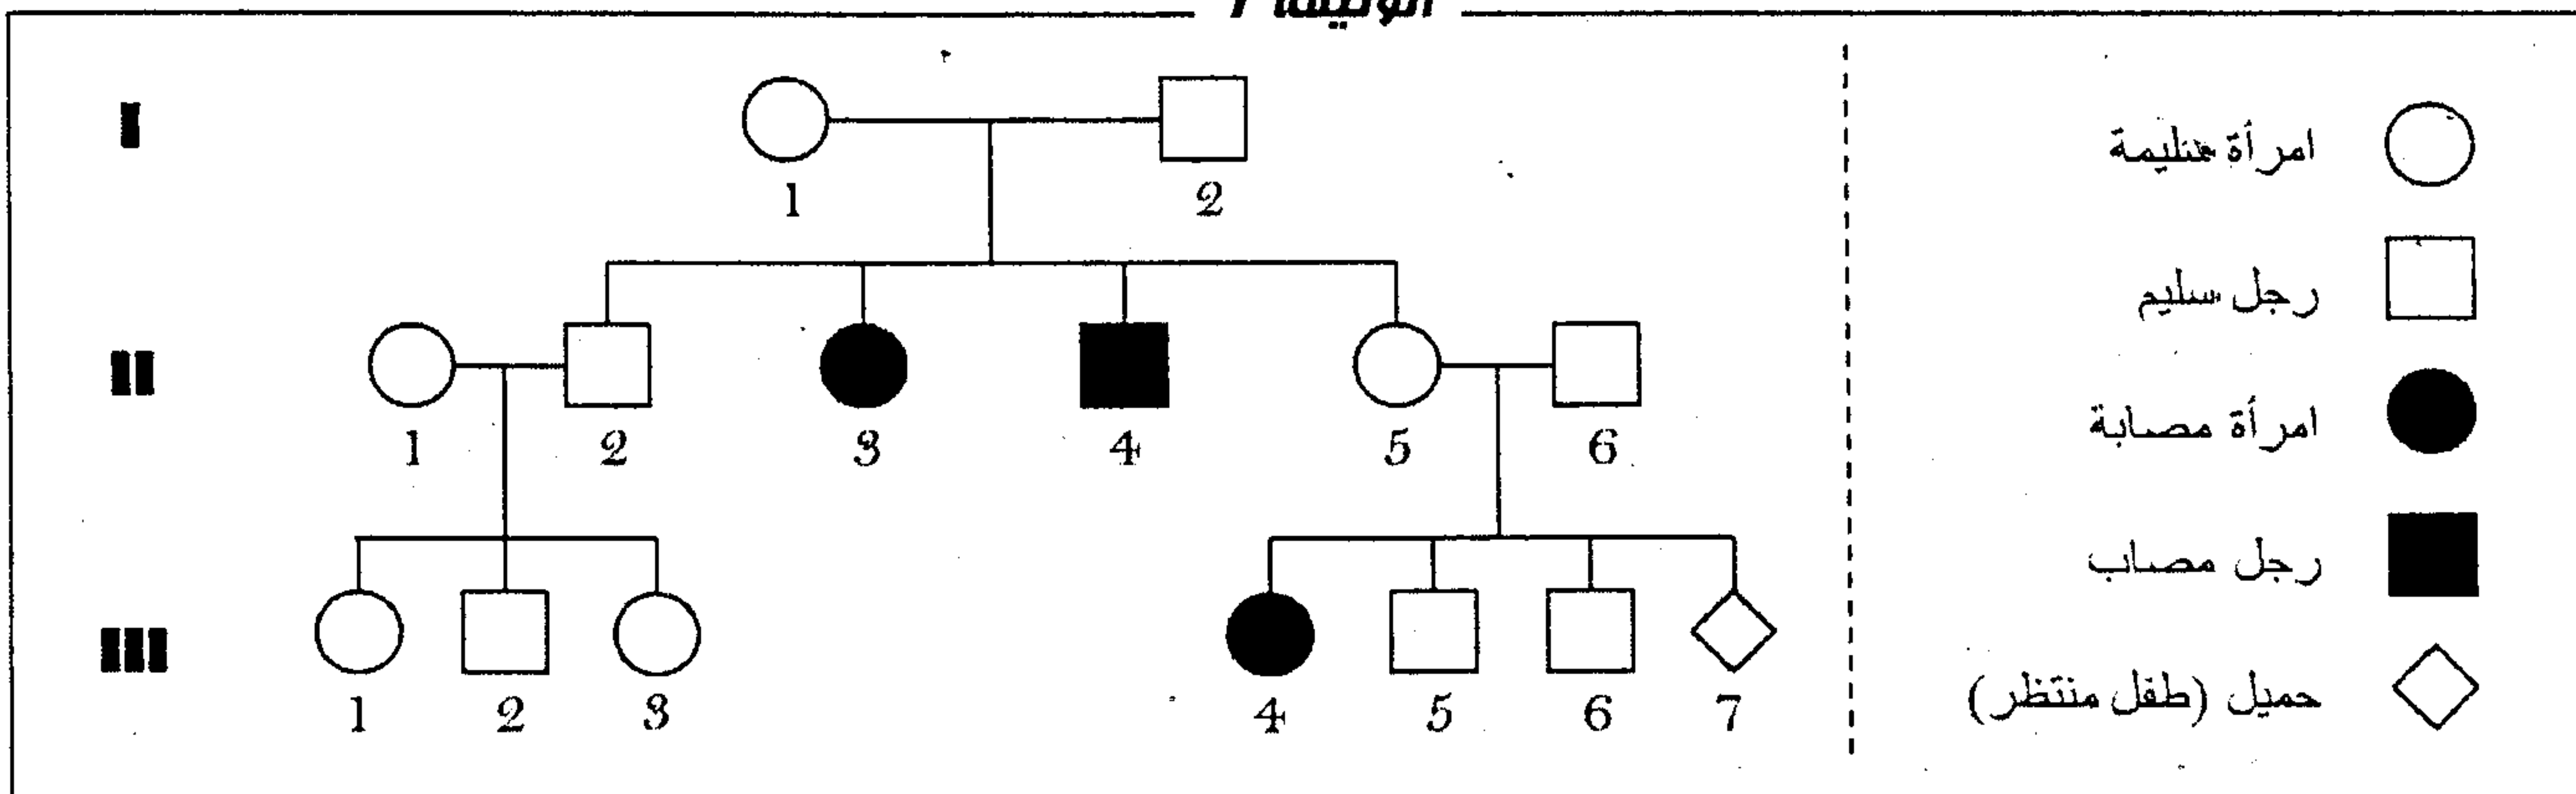 I
1 2
II
1 2 3 4 5 6
III
1 2 3 4 5 6 7
امرأة سليمة
رجل سليم
امرأة مصابة
رجل مصاب
حميل (طفل منتظر)